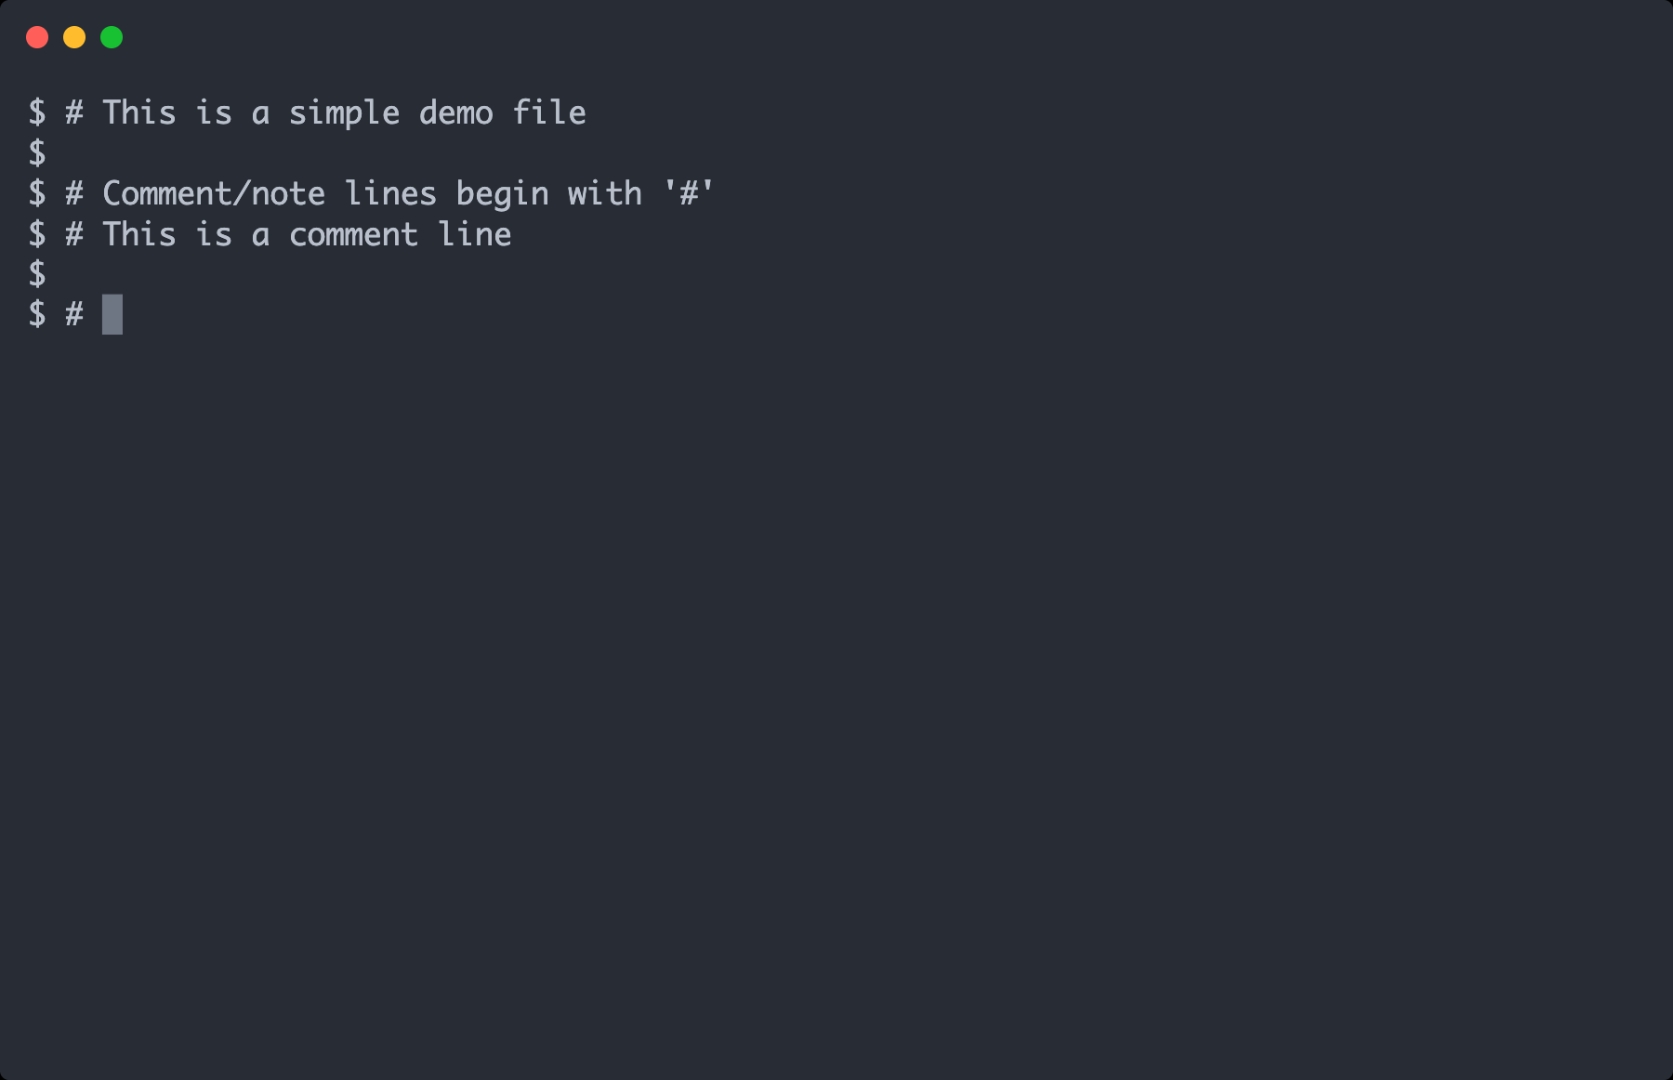 $ # This is a simple demo file
$
$ # Comment/note lines begin with '#'
$ # This is a comment line
$
$ #